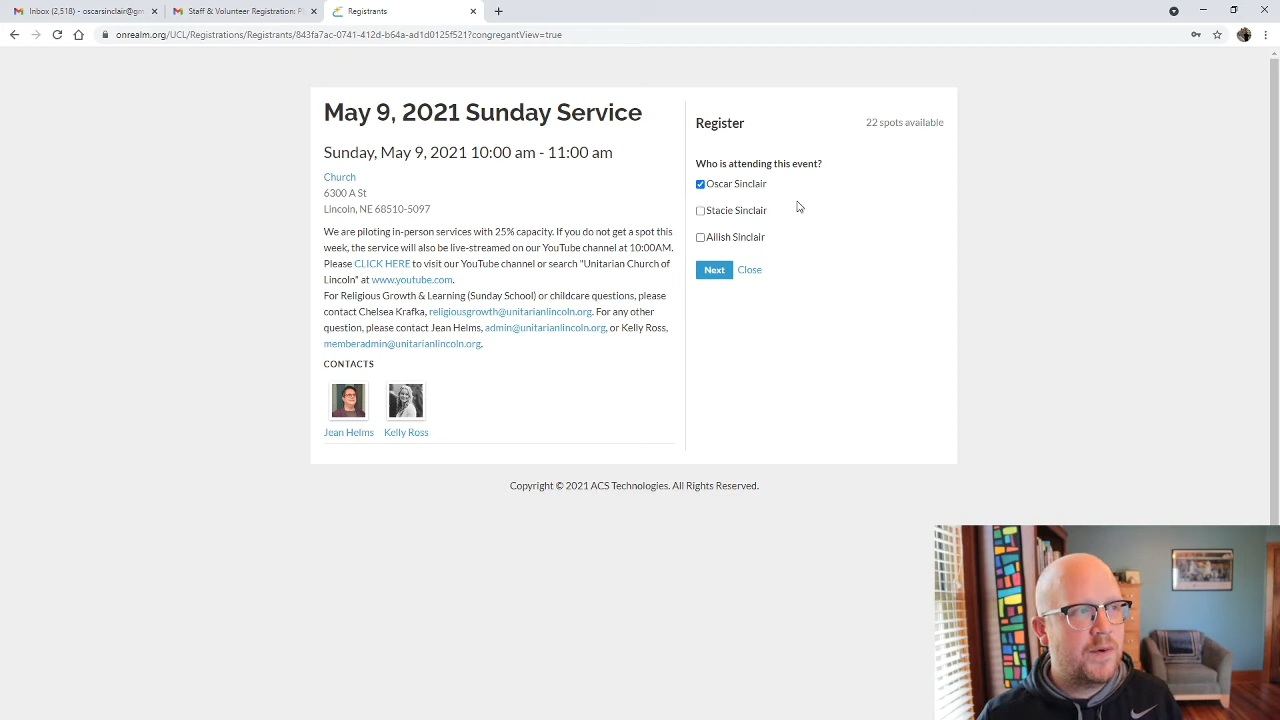 Inbox (2,518) - oscarsinclair@gm
Staff & Volunteer Registration: Pl
Registrants
onrealm.org/UCL/Registrations/Registrants/843fa7ac-0741-412d-b64a-ad1d0125f521?congregantView=true
May 9, 2021 Sunday Service
Sunday, May 9, 2021 10:00 am - 11:00 am
Church
6300 A St
Lincoln, NE 68510-5097
We are piloting in-person services with 25% capacity. If you do not get a spot this
week, the service will also be live-streamed on our YouTube channel at 10:00AM.
Please CLICK HERE to visit our YouTube channel or search "Unitarian Church of
Lincoln" at www.youtube.com.
For Religious Growth & Learning (Sunday School) or childcare questions, please
contact Chelsea Krafka, religiousgrowth@unitarianlincoln.org. For any other
question, please contact Jean Helms, admin@unitarianlincoln.org, or Kelly Ross,
memberadmin@unitarianlincoln.org.
CONTACTS
Jean Helms
Kelly Ross
Register
22 spots available
Who is attending this event?
Oscar Sinclair
Stacie Sinclair
Ailish Sinclair
Next
Close
Copyright © 2021 ACS Technologies. All Rights Reserved.